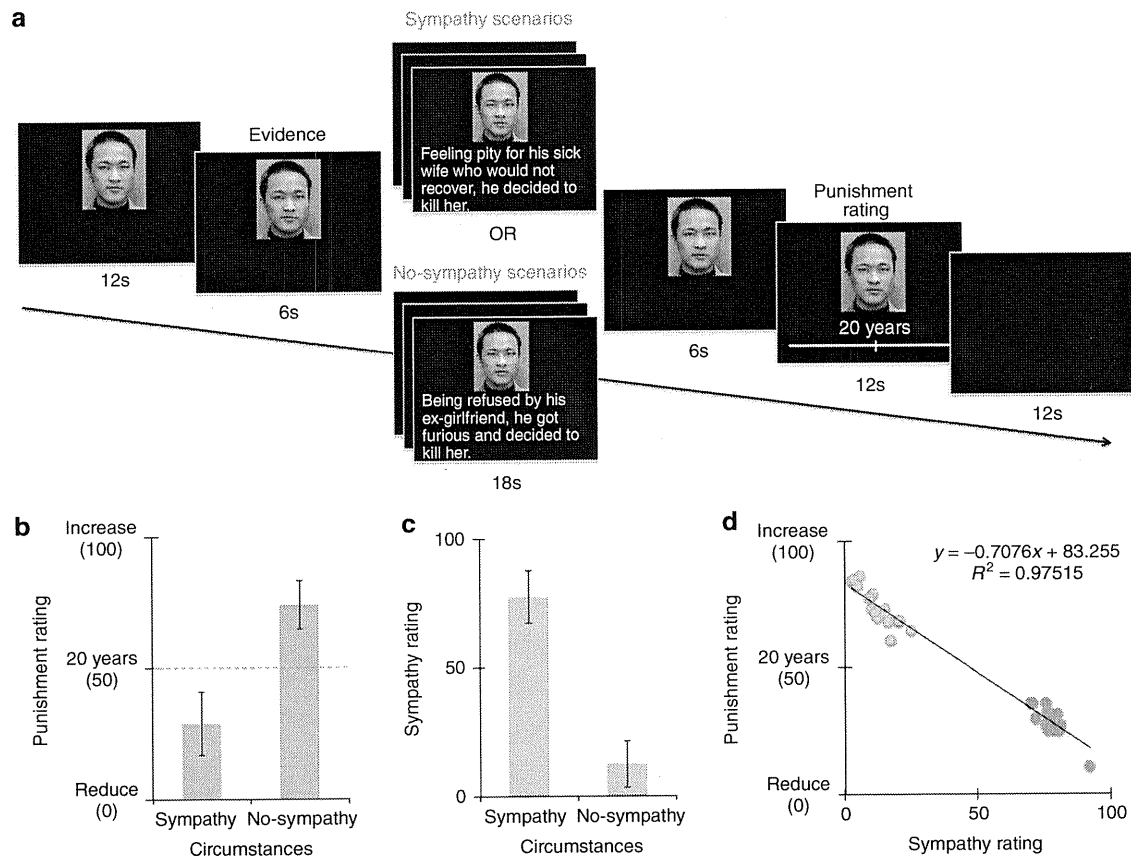 a
Sympathy scenarios
Evidence
Feeling pity for his sick
wife who would not
recover, he decided to
kill her.
OR
Punishment
rating
20 years
12s
6s
No-sympathy scenarios
Being refused by his
ex-girlfriend, he got
furious and decided to
kill her.
18s
6s
12s
12s
b
Increase
(100)
20 years
(50)
Reduce
(0)
Punishment rating
Sympathy No-sympathy
Circumstances
c
100
50
0
Sympathy rating
Sympathy No-sympathy
Circumstances
d
Increase
(100)
20 years
(50)
Reduce
(0)
Punishment rating
y = −0.7076x + 83.255
R² = 0.97515
0 50 100
Sympathy rating